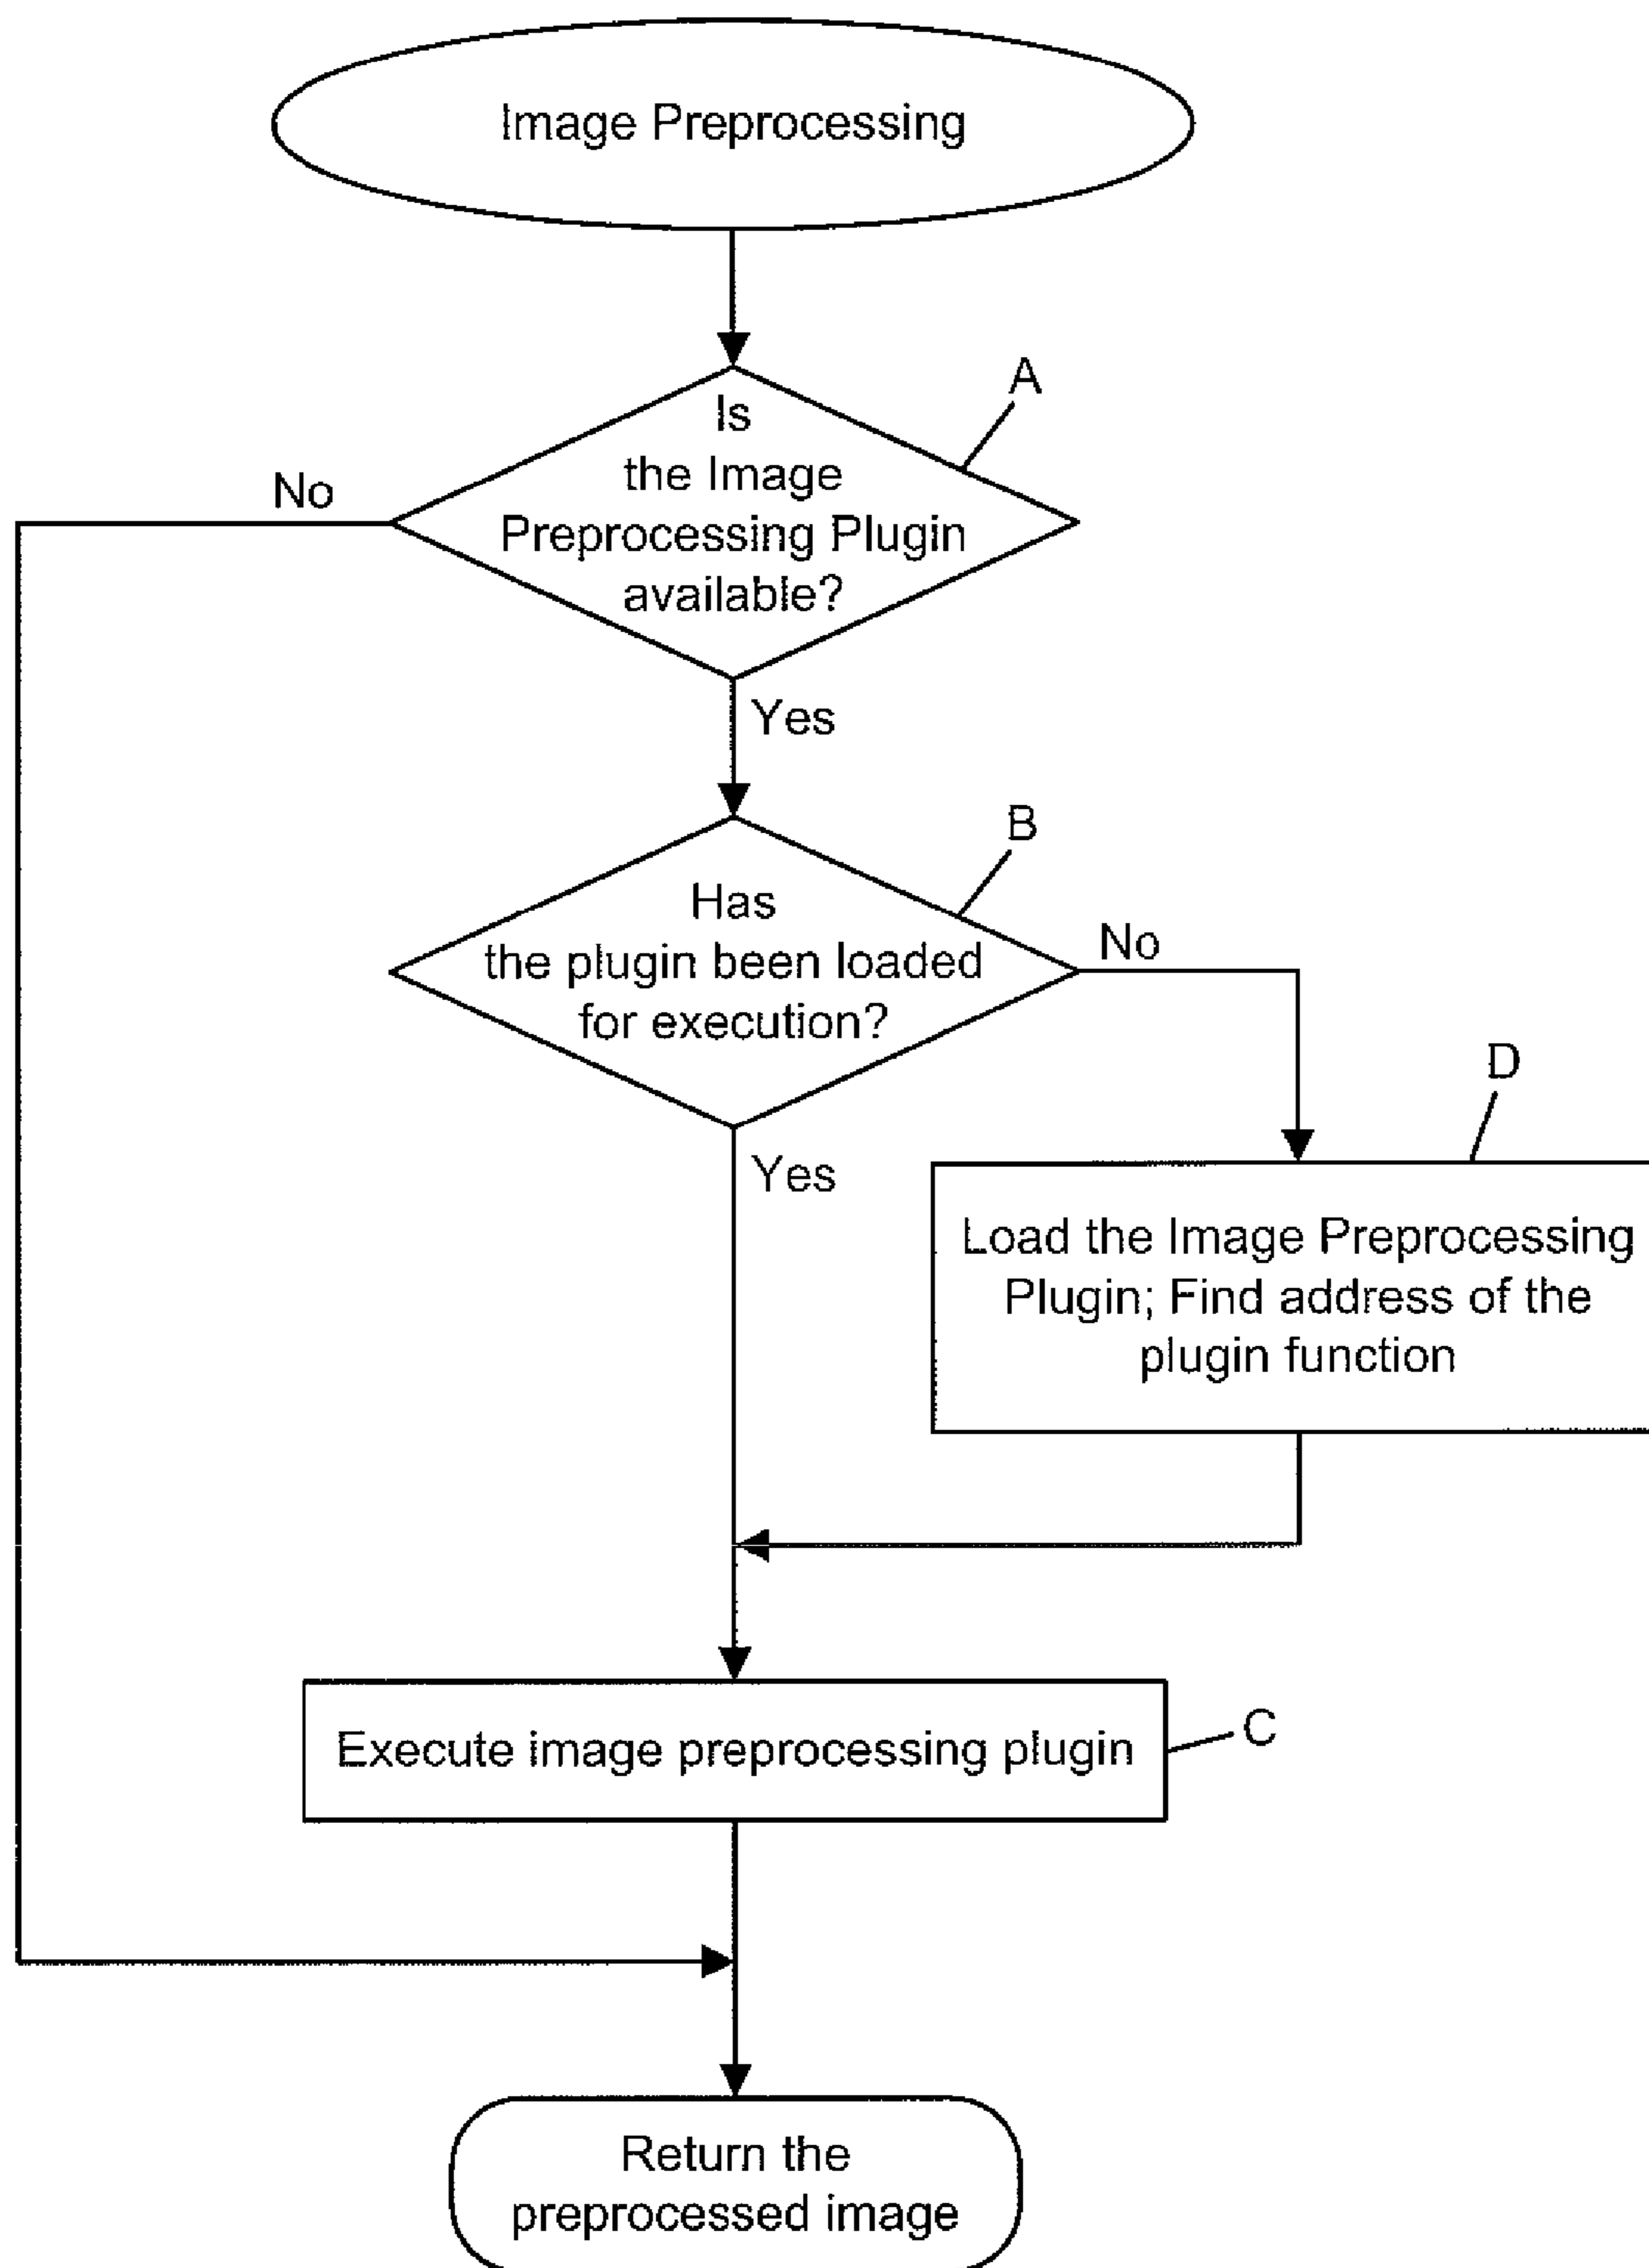 Image Preprocessing
A
Is
the Image
Preprocessing Plugin
available?
No
Yes
B
Has
the plugin been loaded
for execution?
No
Yes
D
Load the Image Preprocessing
Plugin; Find address of the
plugin function
Execute image preprocessing plugin
C
Return the
preprocessed image